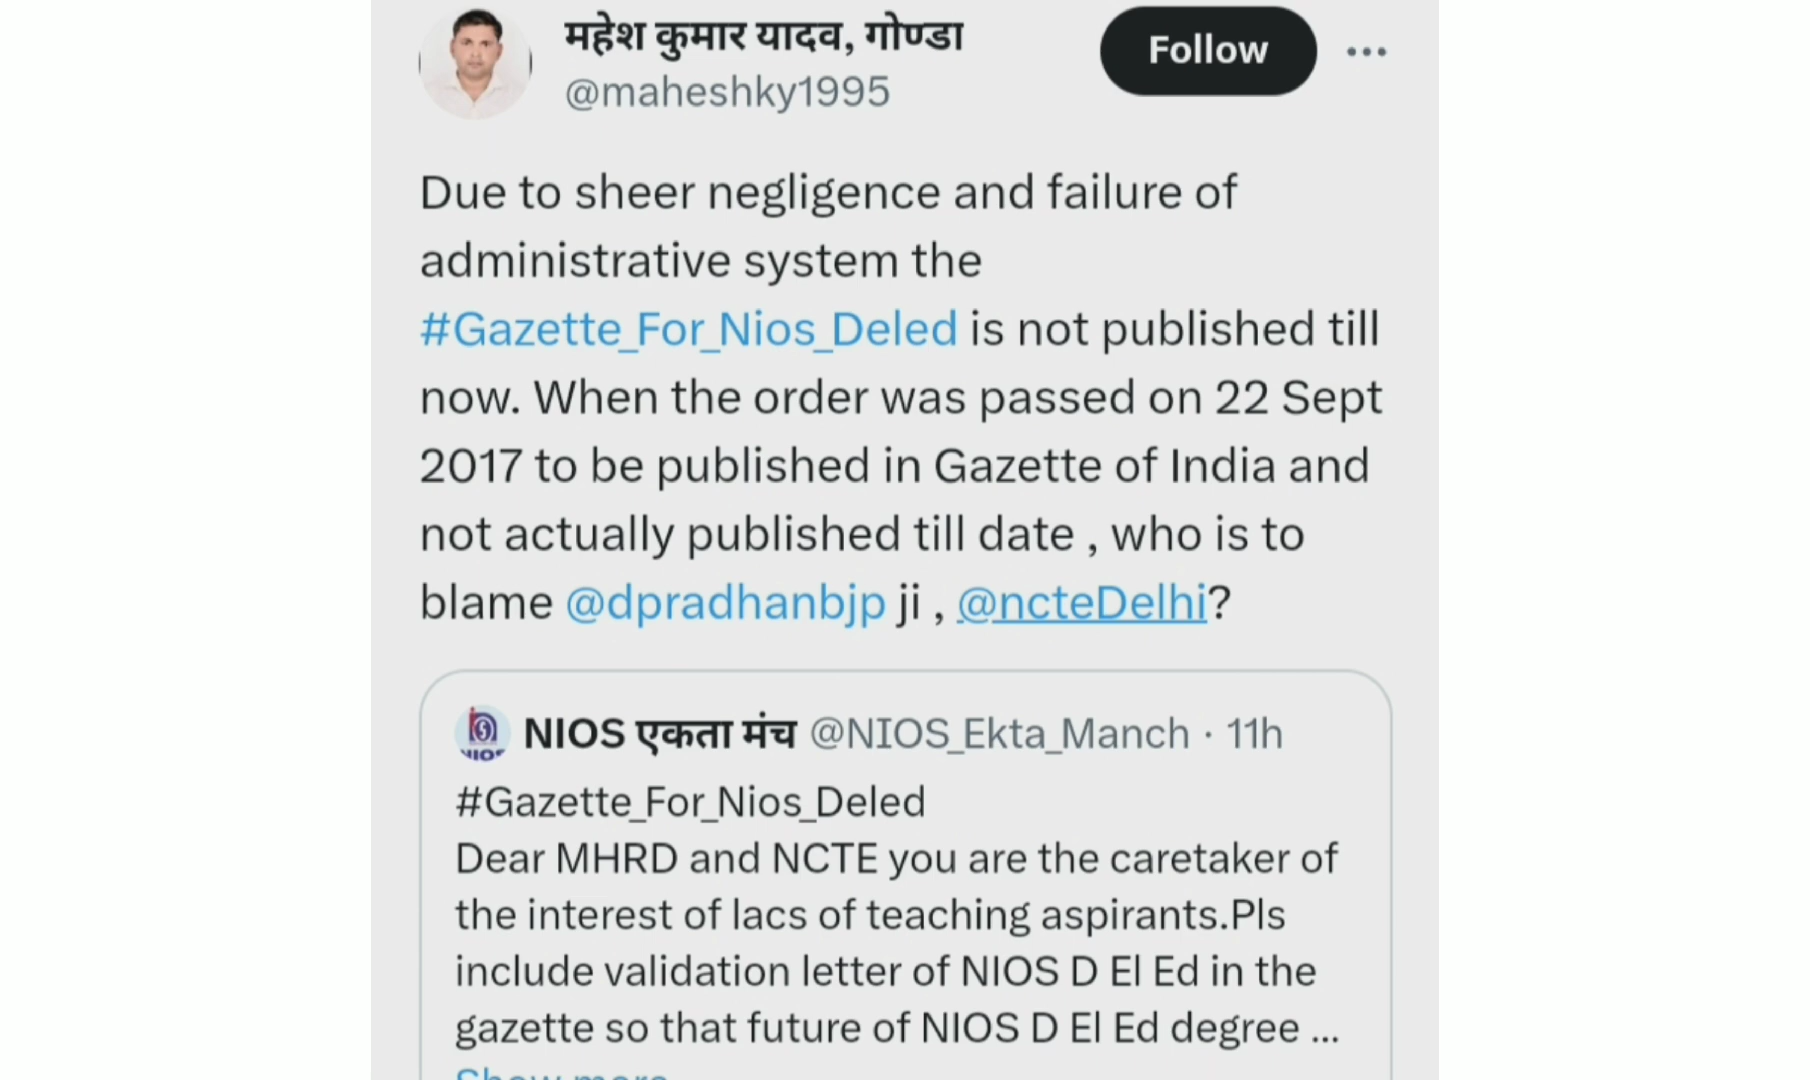 महेश कुमार यादव, गोण्डा
Follow
@maheshky1995
Due to sheer negligence and failure of
administrative system the
#Gazette_For_Nios_Deled is not published till
now. When the order was passed on 22 Sept
2017 to be published in Gazette of India and
not actually published till date , who is to
blame @dpradhanbjp ji , @ncteDelhi?
NIOS एकता मंच @NIOS_Ekta_Manch · 11h
#Gazette_For_Nios_Deled
Dear MHRD and NCTE you are the caretaker of
the interest of lacs of teaching aspirants.Pls
include validation letter of NIOS D El Ed in the
gazette so that future of NIOS D El Ed degree ...
Show more